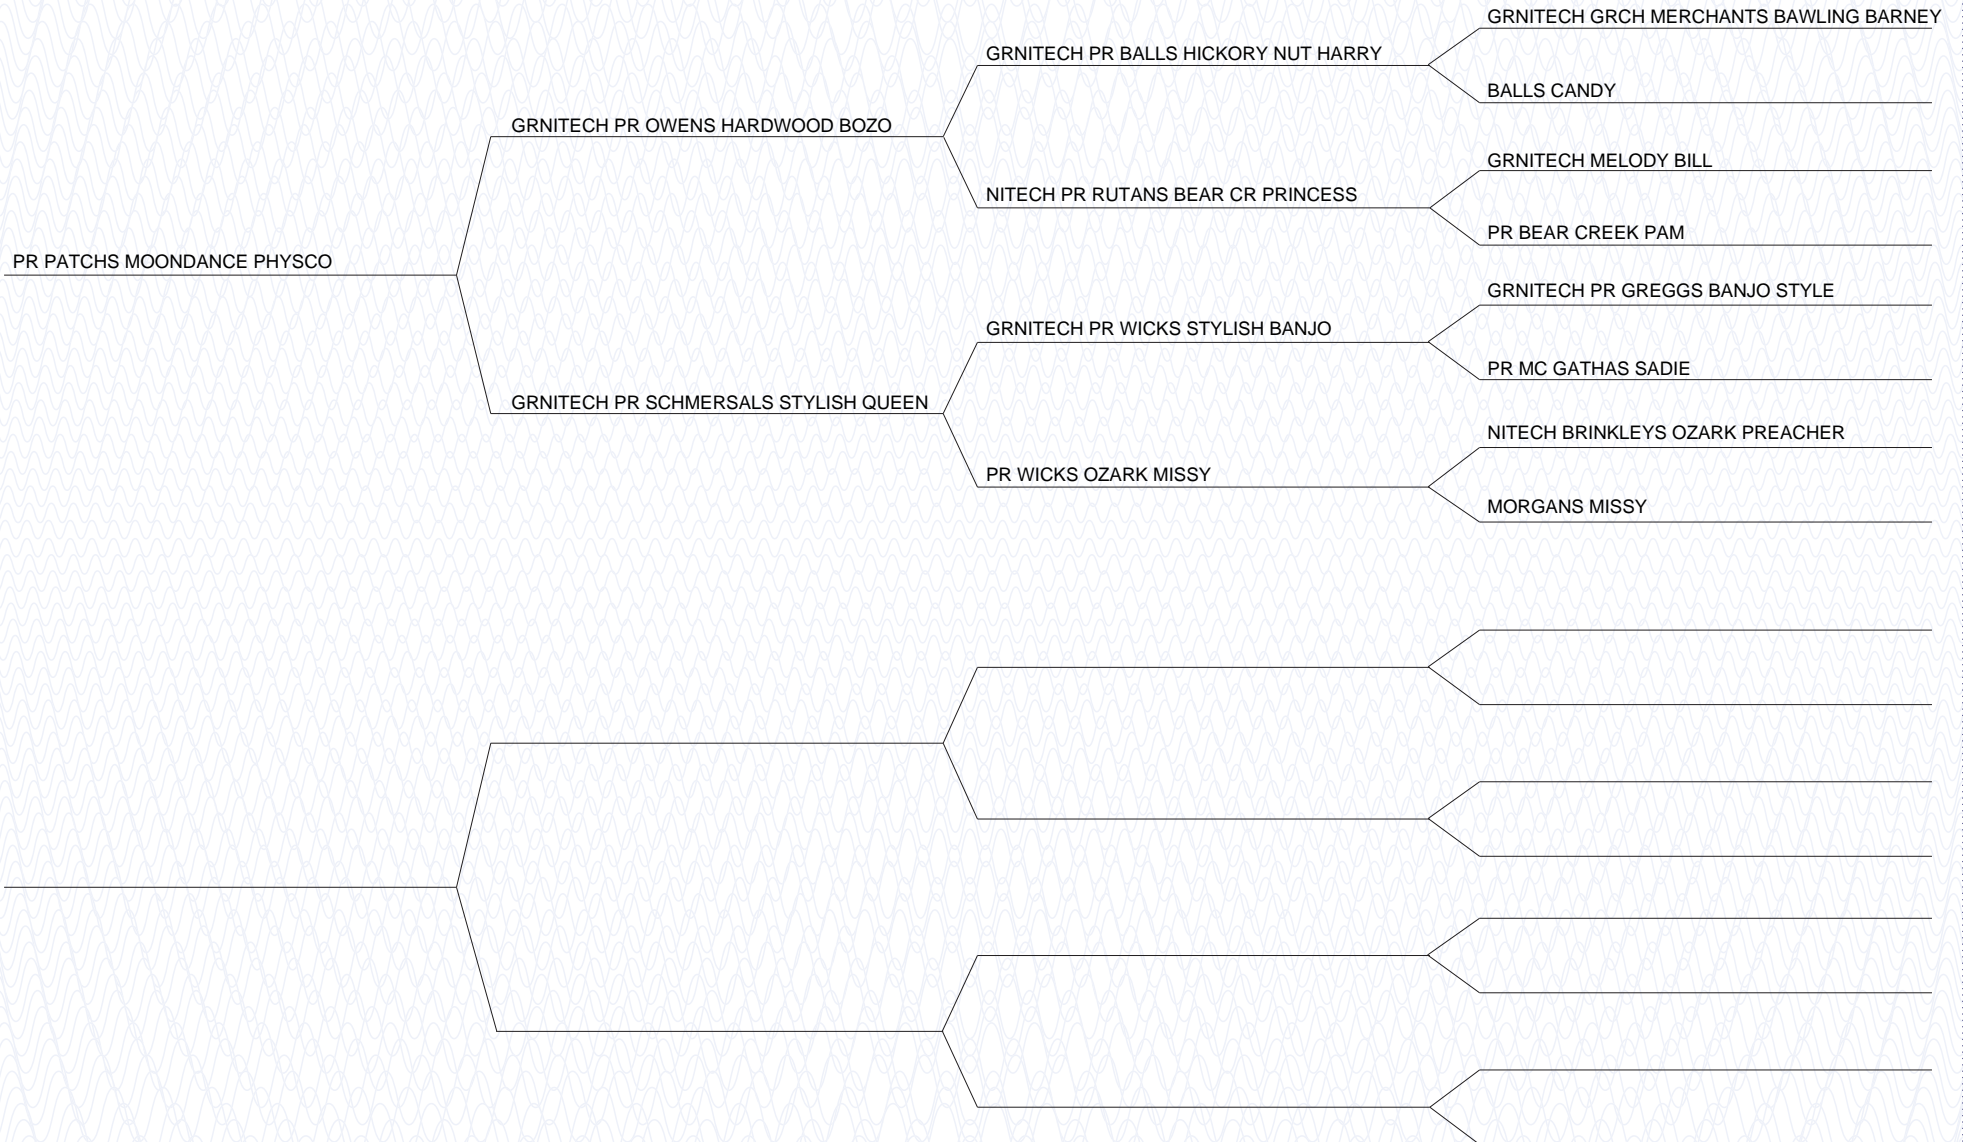 GRNITECH GRCH MERCHANTS BAWLING BARNEY
GRNITECH PR BALLS HICKORY NUT HARRY
BALLS CANDY
GRNITECH PR OWENS HARDWOOD BOZO
GRNITECH MELODY BILL
NITECH PR RUTANS BEAR CR PRINCESS
PR BEAR CREEK PAM
PR PATCHS MOONDANCE PHYSCO
GRNITECH PR GREGGS BANJO STYLE
GRNITECH PR WICKS STYLISH BANJO
PR MC GATHAS SADIE
GRNITECH PR SCHMERSALS STYLISH QUEEN
NITECH BRINKLEYS OZARK PREACHER
PR WICKS OZARK MISSY
MORGANS MISSY